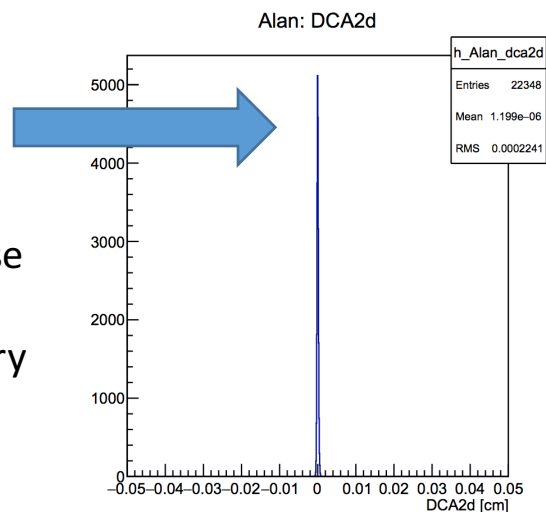 Alan: DCA2d
h_Alan_dca2d
Entries 22348
Mean 1.199e−06
RMS 0.0002241
5000
4000
3000
2000
1000
0
−0.05−0.04−0.03−0.02−0.01 0 0.01 0.02 0.03 0.04 0.05
DCA2d [cm]
se
ry